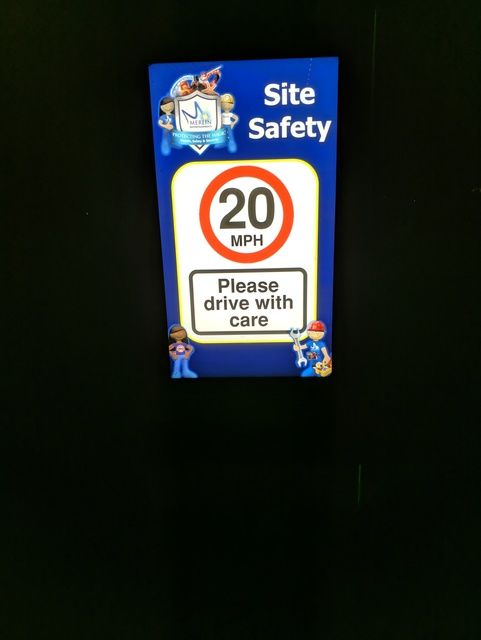 Site
Safety
MERLIN
PROTECTING THE MAGIC
20
MPH
Please
drive with
care